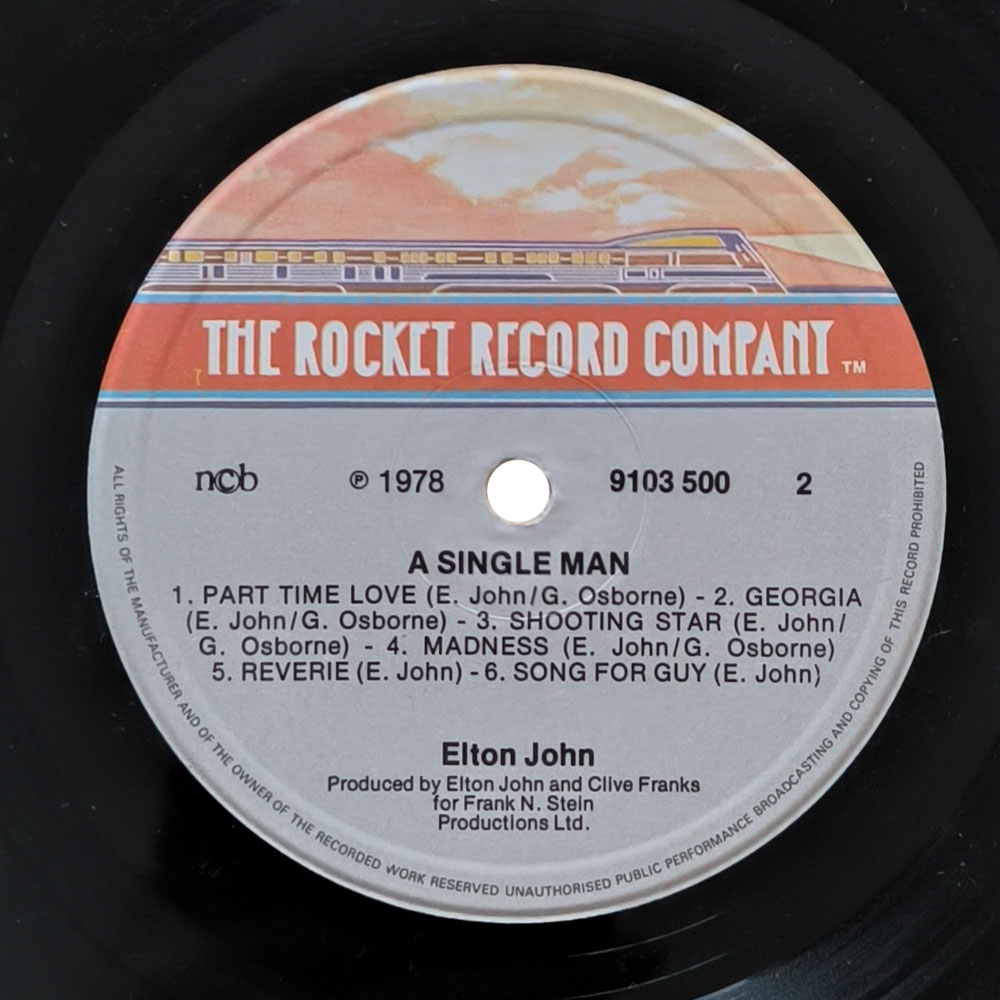 THE ROCKET RECORD COMPANY TM
ncb ℗ 1978 9103 500 2
A SINGLE MAN
1. PART TIME LOVE (E. John/G. Osborne) - 2. GEORGIA
(E. John/G. Osborne) - 3. SHOOTING STAR (E. John/
G. Osborne) - 4. MADNESS (E. John/G. Osborne)
5. REVERIE (E. John) - 6. SONG FOR GUY (E. John)
Elton John
Produced by Elton John and Clive Franks
for Frank N. Stein
Productions Ltd.
ALL RIGHTS OF THE MANUFACTURER AND OF THE OWNER OF THE RECORDED WORK RESERVED UNAUTHORISED PUBLIC PERFORMANCE BROADCASTING AND COPYING OF THIS RECORD PROHIBITED